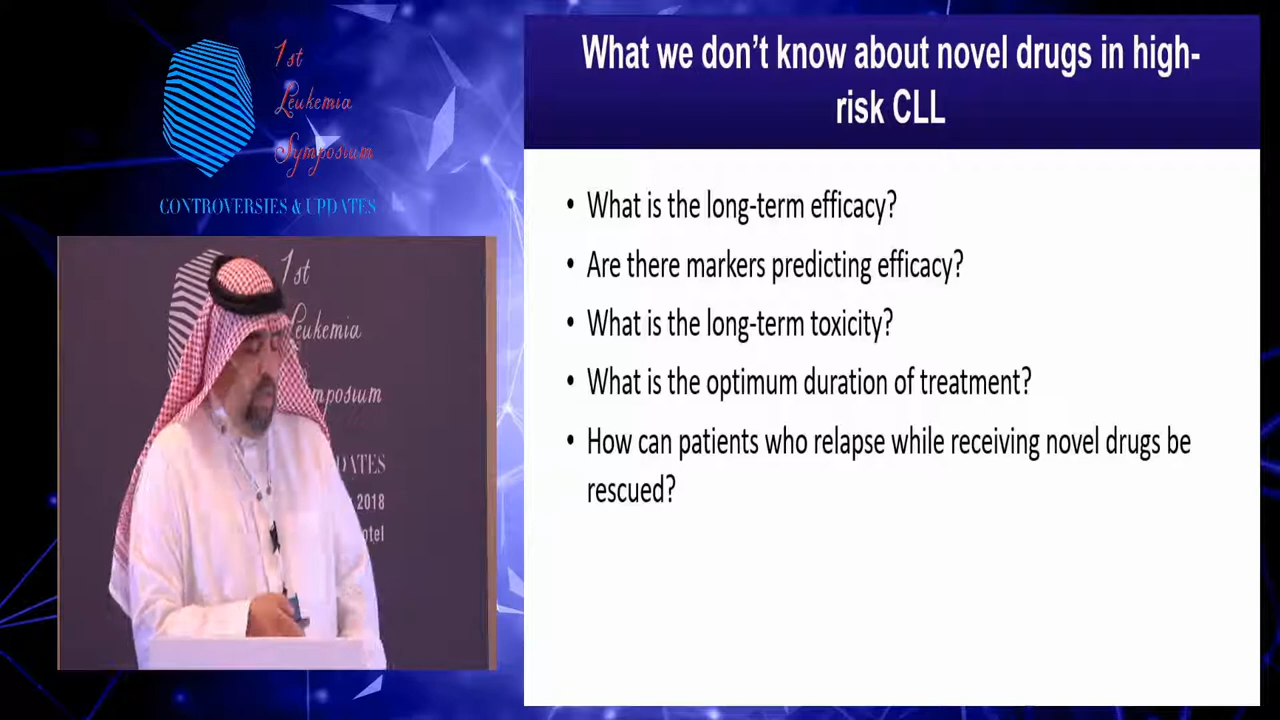 1st
Leukemia
Symposium
CONTROVERSIES & UPDATES
1st
Leukemia
mposium
DATES
2018
otel
What we don’t know about novel drugs in high-
risk CLL
• What is the long-term efficacy?
• Are there markers predicting efficacy?
• What is the long-term toxicity?
• What is the optimum duration of treatment?
• How can patients who relapse while receiving novel drugs be
rescued?